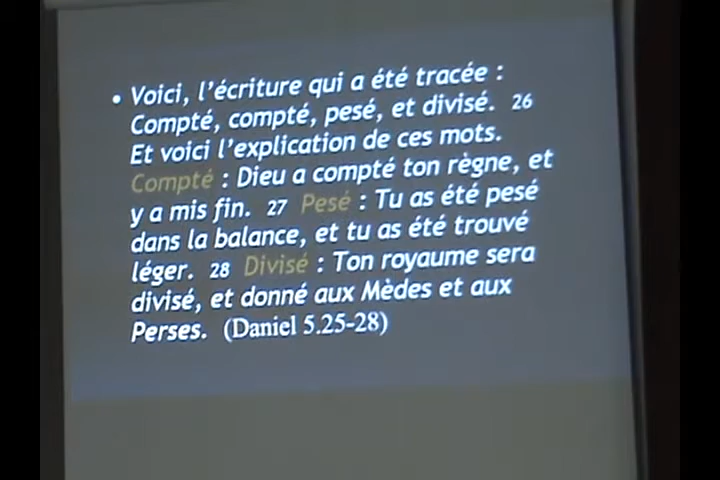 • Voici, l'écriture qui a été tracée :
Compté, compté, pesé, et divisé. 26
Et voici l'explication de ces mots.
Compté : Dieu a compté ton règne, et
y a mis fin. 27 Pesé : Tu as été pesé
dans la balance, et tu as été trouvé
léger. 28 Divisé : Ton royaume sera
divisé, et donné aux Mèdes et aux
Perses. (Daniel 5.25-28)